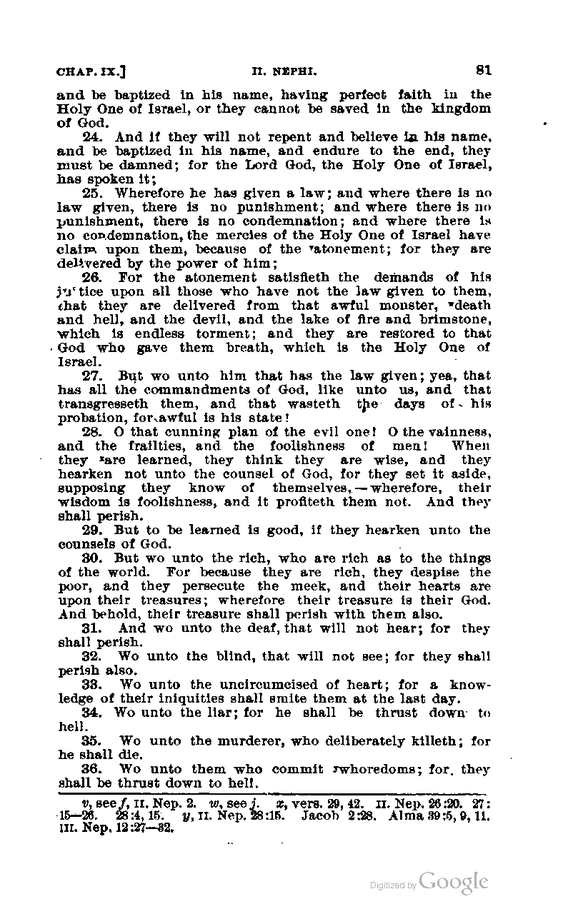 CHAP. IX.] II. NEPHI. 81
and be baptized in his name, having perfect faith in the
Holy One of Israel, or they cannot be saved in the kingdom
of God.
24. And if they will not repent and believe in his name,
and be baptized in his name, and endure to the end, they
must be damned; for the Lord God, the Holy One of Israel,
has spoken it;
25. Wherefore he has given a law; and where there is no
law given, there is no punishment; and where there is no
punishment, there is no condemnation; and where there is
no condemnation, the mercies of the Holy One of Israel have
claim upon them, because of the ᵛatonement; for they are
delivered by the power of him;
26. For the atonement satisfieth the demands of his
justice upon all those who have not the law given to them,
that they are delivered from that awful monster, ʷdeath
and hell, and the devil, and the lake of fire and brimstone,
which is endless torment; and they are restored to that
God who gave them breath, which is the Holy One of
Israel.
27. But wo unto him that has the law given; yea, that
has all the commandments of God, like unto us, and that
transgresseth them, and that wasteth the days of his
probation, for awful is his state!
28. O that cunning plan of the evil one! O the vainness,
and the frailties, and the foolishness of men! When
they ˣare learned, they think they are wise, and they
hearken not unto the counsel of God, for they set it aside,
supposing they know of themselves,—wherefore, their
wisdom is foolishness, and it profiteth them not. And they
shall perish.
29. But to be learned is good, if they hearken unto the
counsels of God.
30. But wo unto the rich, who are rich as to the things
of the world. For because they are rich, they despise the
poor, and they persecute the meek, and their hearts are
upon their treasures; wherefore their treasure is their God.
And behold, their treasure shall perish with them also.
31. And wo unto the deaf, that will not hear; for they
shall perish.
32. Wo unto the blind, that will not see; for they shall
perish also.
33. Wo unto the uncircumcised of heart; for a know-
ledge of their iniquities shall smite them at the last day.
34. Wo unto the liar; for he shall be thrust down to
hell.
35. Wo unto the murderer, who deliberately killeth; for
he shall die.
36. Wo unto them who commit ʸwhoredoms; for they
shall be thrust down to hell.
v, see f, II. Nep. 2. w, see j. x, vers. 29, 42. II. Nep. 26:20. 27:
15—26. 28:4, 15. y, II. Nep. 28:15. Jacob 2:28. Alma 39:5, 9, 11.
III. Nep. 12:27—32.
Digitized by Google